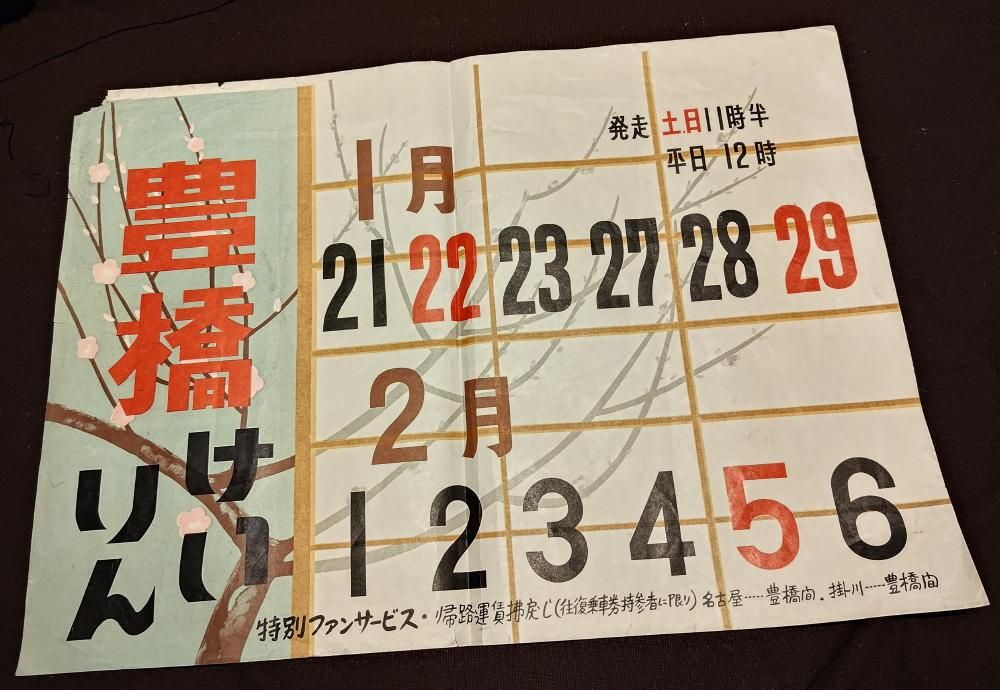 豊橋
けい
りん
発走 土.日11時半
平日 12時
1月
21 22 23 27 28 29
2月
1 2 3 4 5 6
特別ファンサービス・帰路運賃拂戻し(往復乗車券持参者に限り) 名古屋-----豊橋間.掛川-----豊橋間